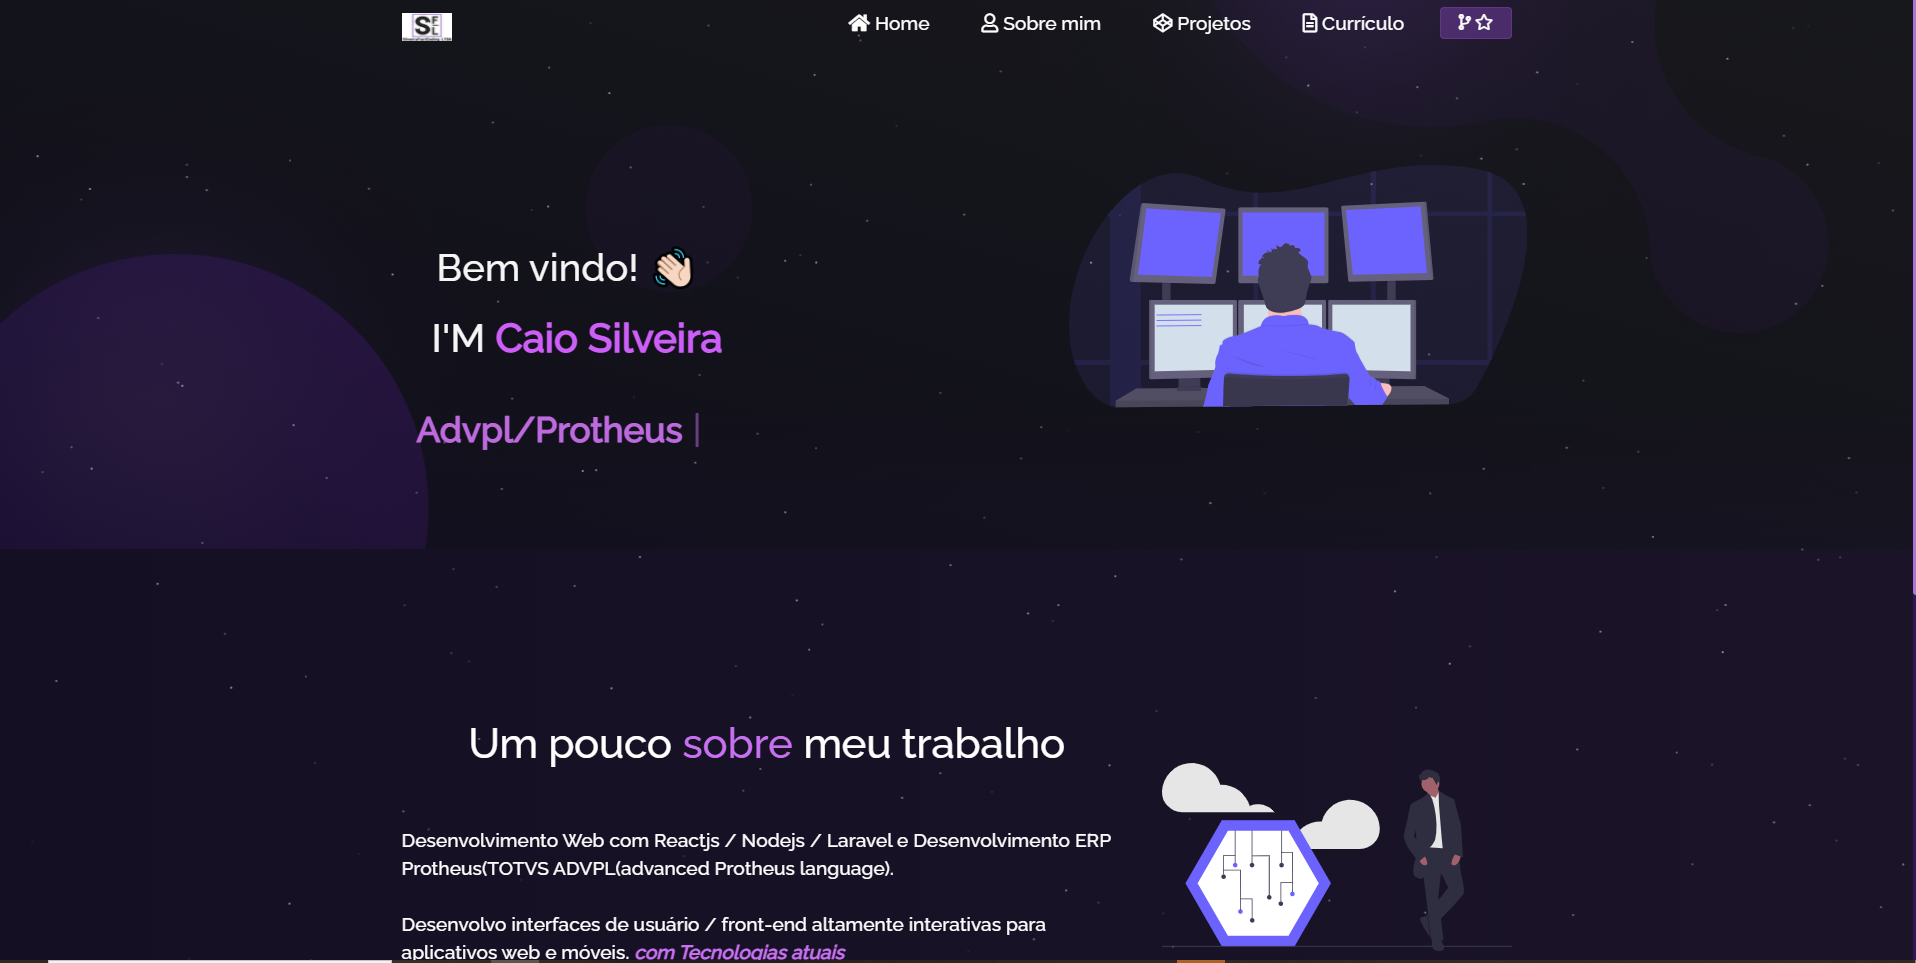 Home
Sobre mim
Projetos
Currículo
Bem vindo!
I'M Caio Silveira
Advpl/Protheus |
Um pouco sobre meu trabalho
Desenvolvimento Web com Reactjs / Nodejs / Laravel e Desenvolvimento ERP
Protheus(TOTVS ADVPL(advanced Protheus language).
Desenvolvo interfaces de usuário / front-end altamente interativas para
aplicativos web e móveis. com Tecnologias atuais